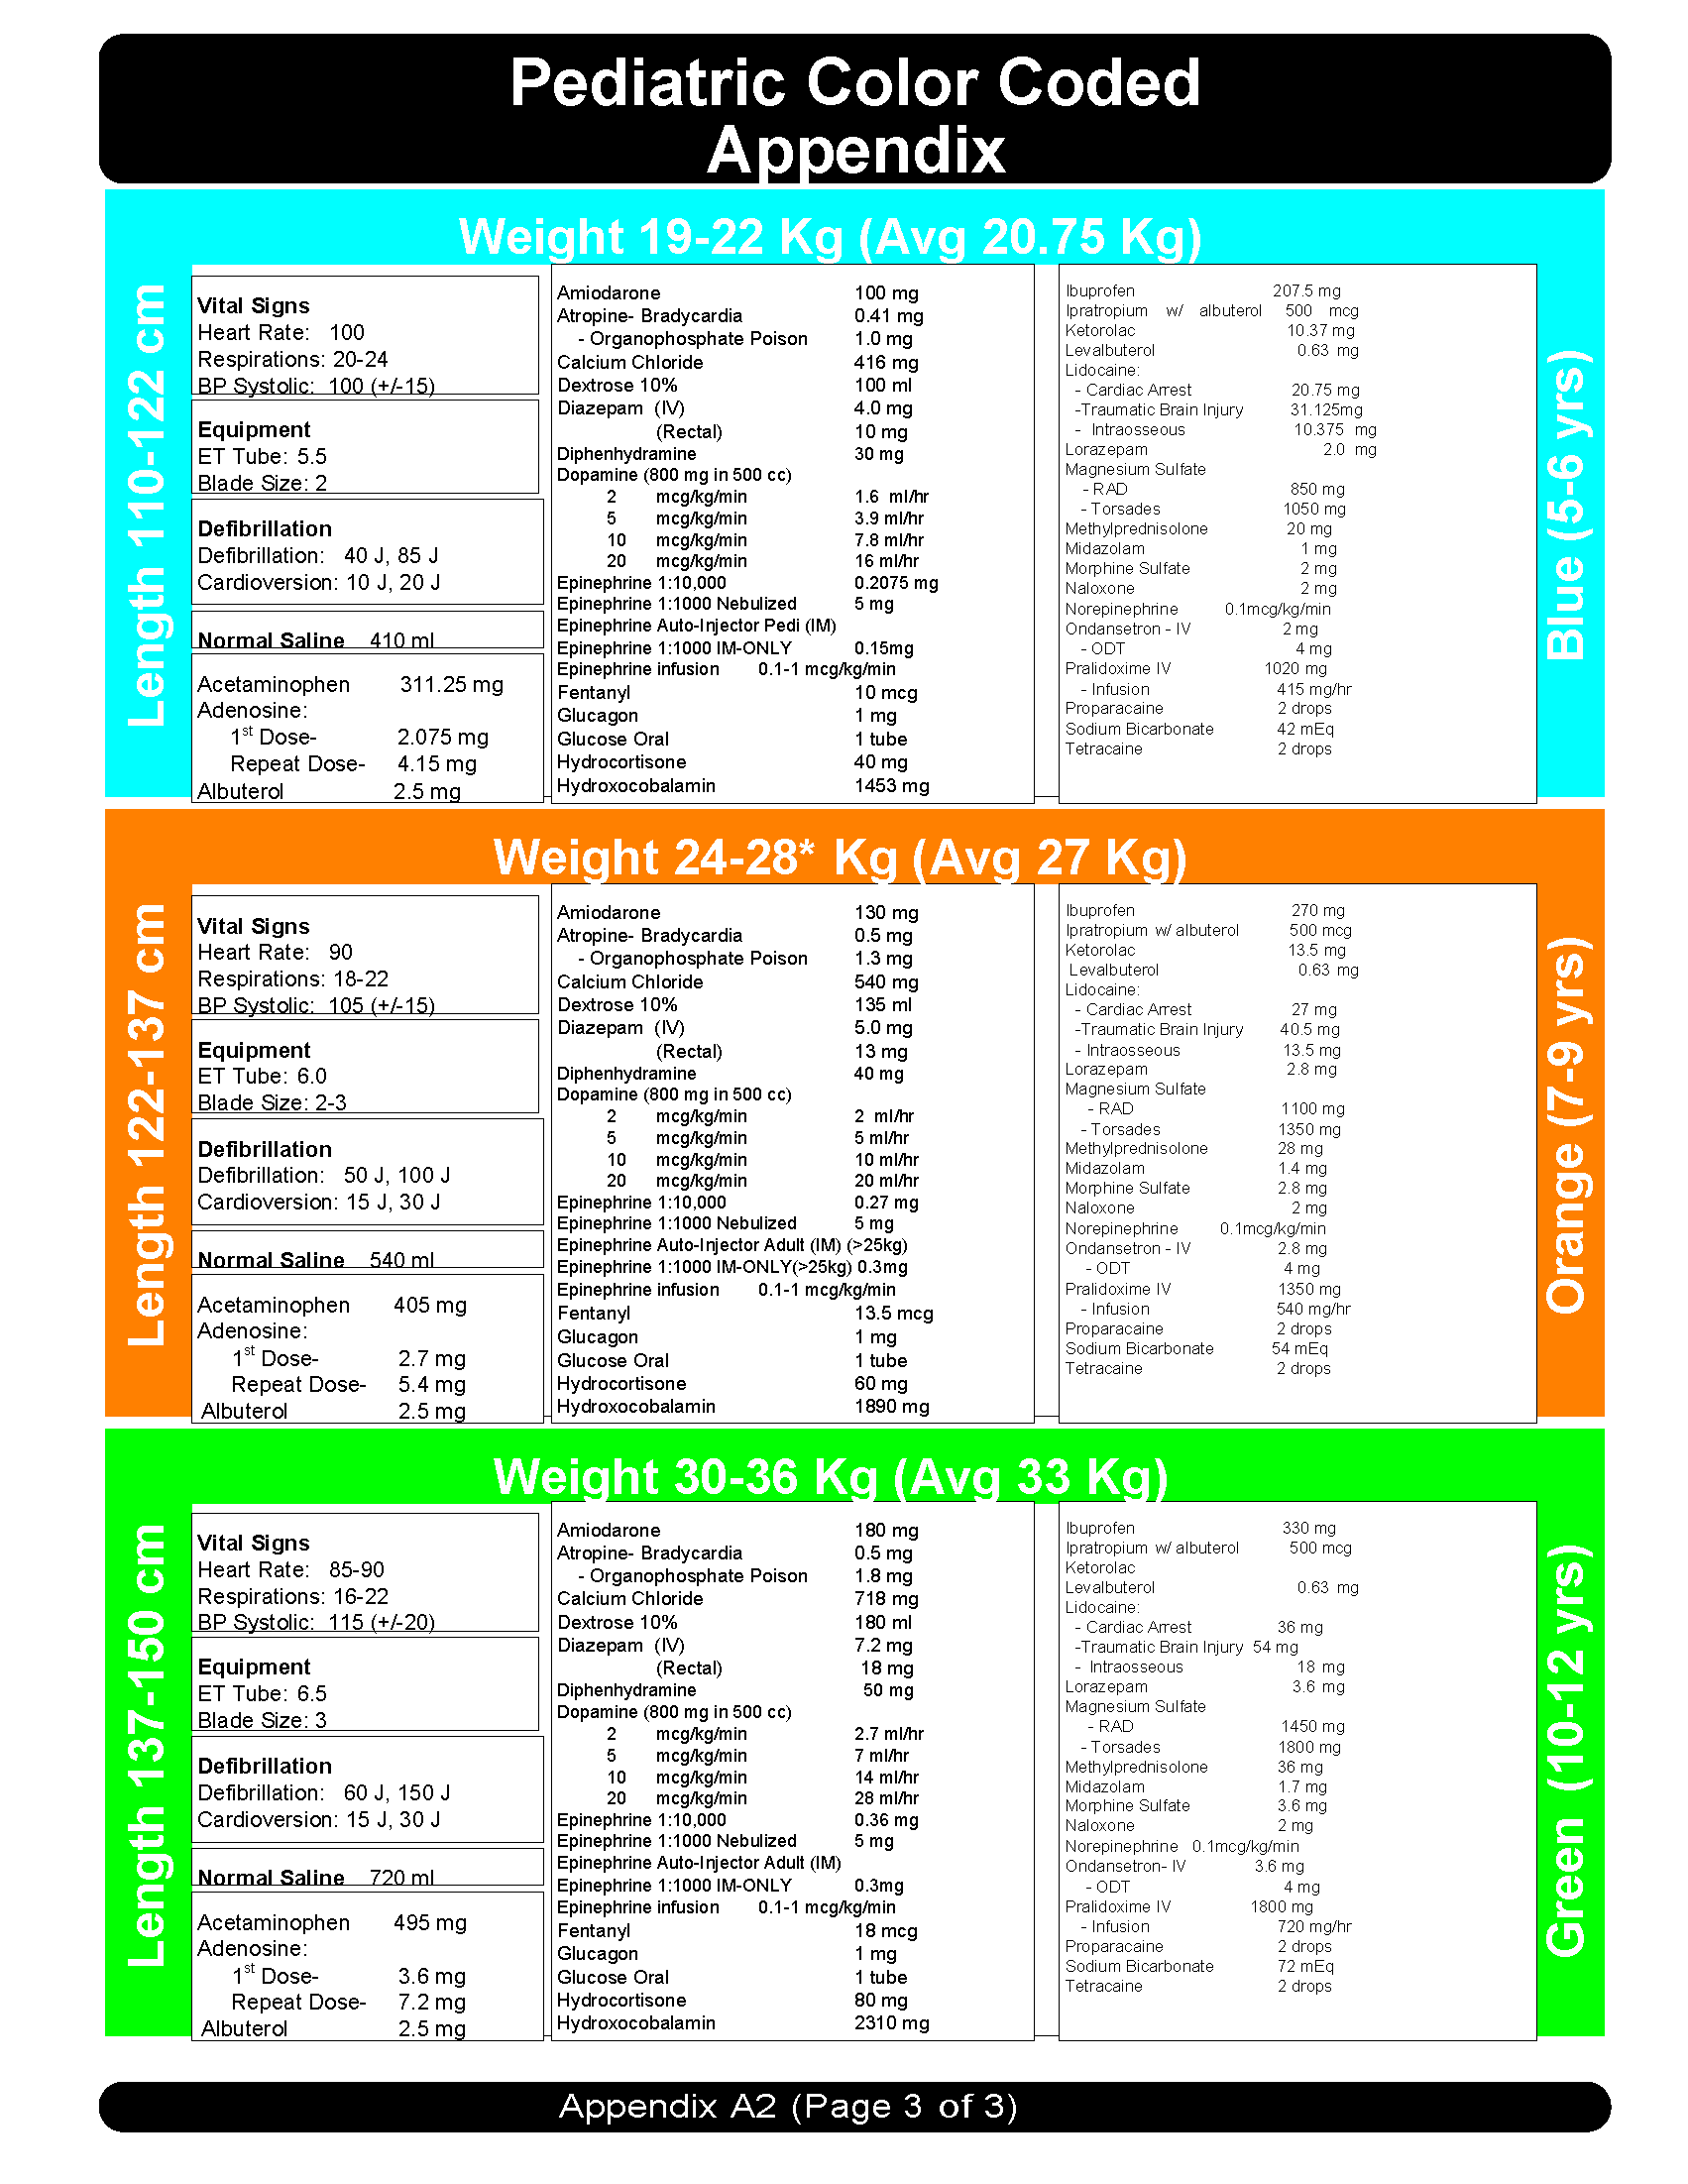 Pediatric Color Coded
Appendix
Weight 19-22 Kg (Avg 20.75 Kg)
Length 110-122 cm
Vital Signs
Heart Rate: 100
Respirations: 20-24
BP Systolic: 100 (+/-15)
Equipment
ET Tube: 5.5
Blade Size: 2
Defibrillation
Defibrillation: 40 J, 85 J
Cardioversion: 10 J, 20 J
Normal Saline 410 ml
Acetaminophen 311.25 mg
Adenosine:
1st Dose- 2.075 mg
Repeat Dose- 4.15 mg
Albuterol 2.5 mg
Amiodarone 100 mg
Atropine- Bradycardia 0.41 mg
- Organophosphate Poison 1.0 mg
Calcium Chloride 416 mg
Dextrose 10% 100 ml
Diazepam (IV) 4.0 mg
(Rectal) 10 mg
Diphenhydramine 30 mg
Dopamine (800 mg in 500 cc)
2 mcg/kg/min 1.6 ml/hr
5 mcg/kg/min 3.9 ml/hr
10 mcg/kg/min 7.8 ml/hr
20 mcg/kg/min 16 ml/hr
Epinephrine 1:10,000 0.2075 mg
Epinephrine 1:1000 Nebulized 5 mg
Epinephrine Auto-Injector Pedi (IM)
Epinephrine 1:1000 IM-ONLY 0.15mg
Epinephrine infusion 0.1-1 mcg/kg/min
Fentanyl 10 mcg
Glucagon 1 mg
Glucose Oral 1 tube
Hydrocortisone 40 mg
Hydroxocobalamin 1453 mg
Ibuprofen 207.5 mg
Ipratropium w/ albuterol 500 mcg
Ketorolac 10.37 mg
Levalbuterol 0.63 mg
Lidocaine:
- Cardiac Arrest 20.75 mg
-Traumatic Brain Injury 31.125mg
- Intraosseous 10.375 mg
Lorazepam 2.0 mg
Magnesium Sulfate
- RAD 850 mg
- Torsades 1050 mg
Methylprednisolone 20 mg
Midazolam 1 mg
Morphine Sulfate 2 mg
Naloxone 2 mg
Norepinephrine 0.1mcg/kg/min
Ondansetron - IV 2 mg
- ODT 4 mg
Pralidoxime IV 1020 mg
- Infusion 415 mg/hr
Proparacaine 2 drops
Sodium Bicarbonate 42 mEq
Tetracaine 2 drops
Blue (5-6 yrs)
Weight 24-28* Kg (Avg 27 Kg)
Length 122-137 cm
Vital Signs
Heart Rate: 90
Respirations: 18-22
BP Systolic: 105 (+/-15)
Equipment
ET Tube: 6.0
Blade Size: 2-3
Defibrillation
Defibrillation: 50 J, 100 J
Cardioversion: 15 J, 30 J
Normal Saline 540 ml
Acetaminophen 405 mg
Adenosine:
1st Dose- 2.7 mg
Repeat Dose- 5.4 mg
Albuterol 2.5 mg
Amiodarone 130 mg
Atropine- Bradycardia 0.5 mg
- Organophosphate Poison 1.3 mg
Calcium Chloride 540 mg
Dextrose 10% 135 ml
Diazepam (IV) 5.0 mg
(Rectal) 13 mg
Diphenhydramine 40 mg
Dopamine (800 mg in 500 cc)
2 mcg/kg/min 2 ml/hr
5 mcg/kg/min 5 ml/hr
10 mcg/kg/min 10 ml/hr
20 mcg/kg/min 20 ml/hr
Epinephrine 1:10,000 0.27 mg
Epinephrine 1:1000 Nebulized 5 mg
Epinephrine Auto-Injector Adult (IM) (>25kg)
Epinephrine 1:1000 IM-ONLY(>25kg) 0.3mg
Epinephrine infusion 0.1-1 mcg/kg/min
Fentanyl 13.5 mcg
Glucagon 1 mg
Glucose Oral 1 tube
Hydrocortisone 60 mg
Hydroxocobalamin 1890 mg
Ibuprofen 270 mg
Ipratropium w/ albuterol 500 mcg
Ketorolac 13.5 mg
Levalbuterol 0.63 mg
Lidocaine:
- Cardiac Arrest 27 mg
-Traumatic Brain Injury 40.5 mg
- Intraosseous 13.5 mg
Lorazepam 2.8 mg
Magnesium Sulfate
- RAD 1100 mg
- Torsades 1350 mg
Methylprednisolone 28 mg
Midazolam 1.4 mg
Morphine Sulfate 2.8 mg
Naloxone 2 mg
Norepinephrine 0.1mcg/kg/min
Ondansetron - IV 2.8 mg
- ODT 4 mg
Pralidoxime IV 1350 mg
- Infusion 540 mg/hr
Proparacaine 2 drops
Sodium Bicarbonate 54 mEq
Tetracaine 2 drops
Orange (7-9 yrs)
Weight 30-36 Kg (Avg 33 Kg)
Length 137-150 cm
Vital Signs
Heart Rate: 85-90
Respirations: 16-22
BP Systolic: 115 (+/-20)
Equipment
ET Tube: 6.5
Blade Size: 3
Defibrillation
Defibrillation: 60 J, 150 J
Cardioversion: 15 J, 30 J
Normal Saline 720 ml
Acetaminophen 495 mg
Adenosine:
1st Dose- 3.6 mg
Repeat Dose- 7.2 mg
Albuterol 2.5 mg
Amiodarone 180 mg
Atropine- Bradycardia 0.5 mg
- Organophosphate Poison 1.8 mg
Calcium Chloride 718 mg
Dextrose 10% 180 ml
Diazepam (IV) 7.2 mg
(Rectal) 18 mg
Diphenhydramine 50 mg
Dopamine (800 mg in 500 cc)
2 mcg/kg/min 2.7 ml/hr
5 mcg/kg/min 7 ml/hr
10 mcg/kg/min 14 ml/hr
20 mcg/kg/min 28 ml/hr
Epinephrine 1:10,000 0.36 mg
Epinephrine 1:1000 Nebulized 5 mg
Epinephrine Auto-Injector Adult (IM)
Epinephrine 1:1000 IM-ONLY 0.3mg
Epinephrine infusion 0.1-1 mcg/kg/min
Fentanyl 18 mcg
Glucagon 1 mg
Glucose Oral 1 tube
Hydrocortisone 80 mg
Hydroxocobalamin 2310 mg
Ibuprofen 330 mg
Ipratropium w/ albuterol 500 mcg
Ketorolac
Levalbuterol 0.63 mg
Lidocaine:
- Cardiac Arrest 36 mg
-Traumatic Brain Injury 54 mg
- Intraosseous 18 mg
Lorazepam 3.6 mg
Magnesium Sulfate
- RAD 1450 mg
- Torsades 1800 mg
Methylprednisolone 36 mg
Midazolam 1.7 mg
Morphine Sulfate 3.6 mg
Naloxone 2 mg
Norepinephrine 0.1mcg/kg/min
Ondansetron- IV 3.6 mg
- ODT 4 mg
Pralidoxime IV 1800 mg
- Infusion 720 mg/hr
Proparacaine 2 drops
Sodium Bicarbonate 72 mEq
Tetracaine 2 drops
Green (10-12 yrs)
Appendix A2 (Page 3 of 3)